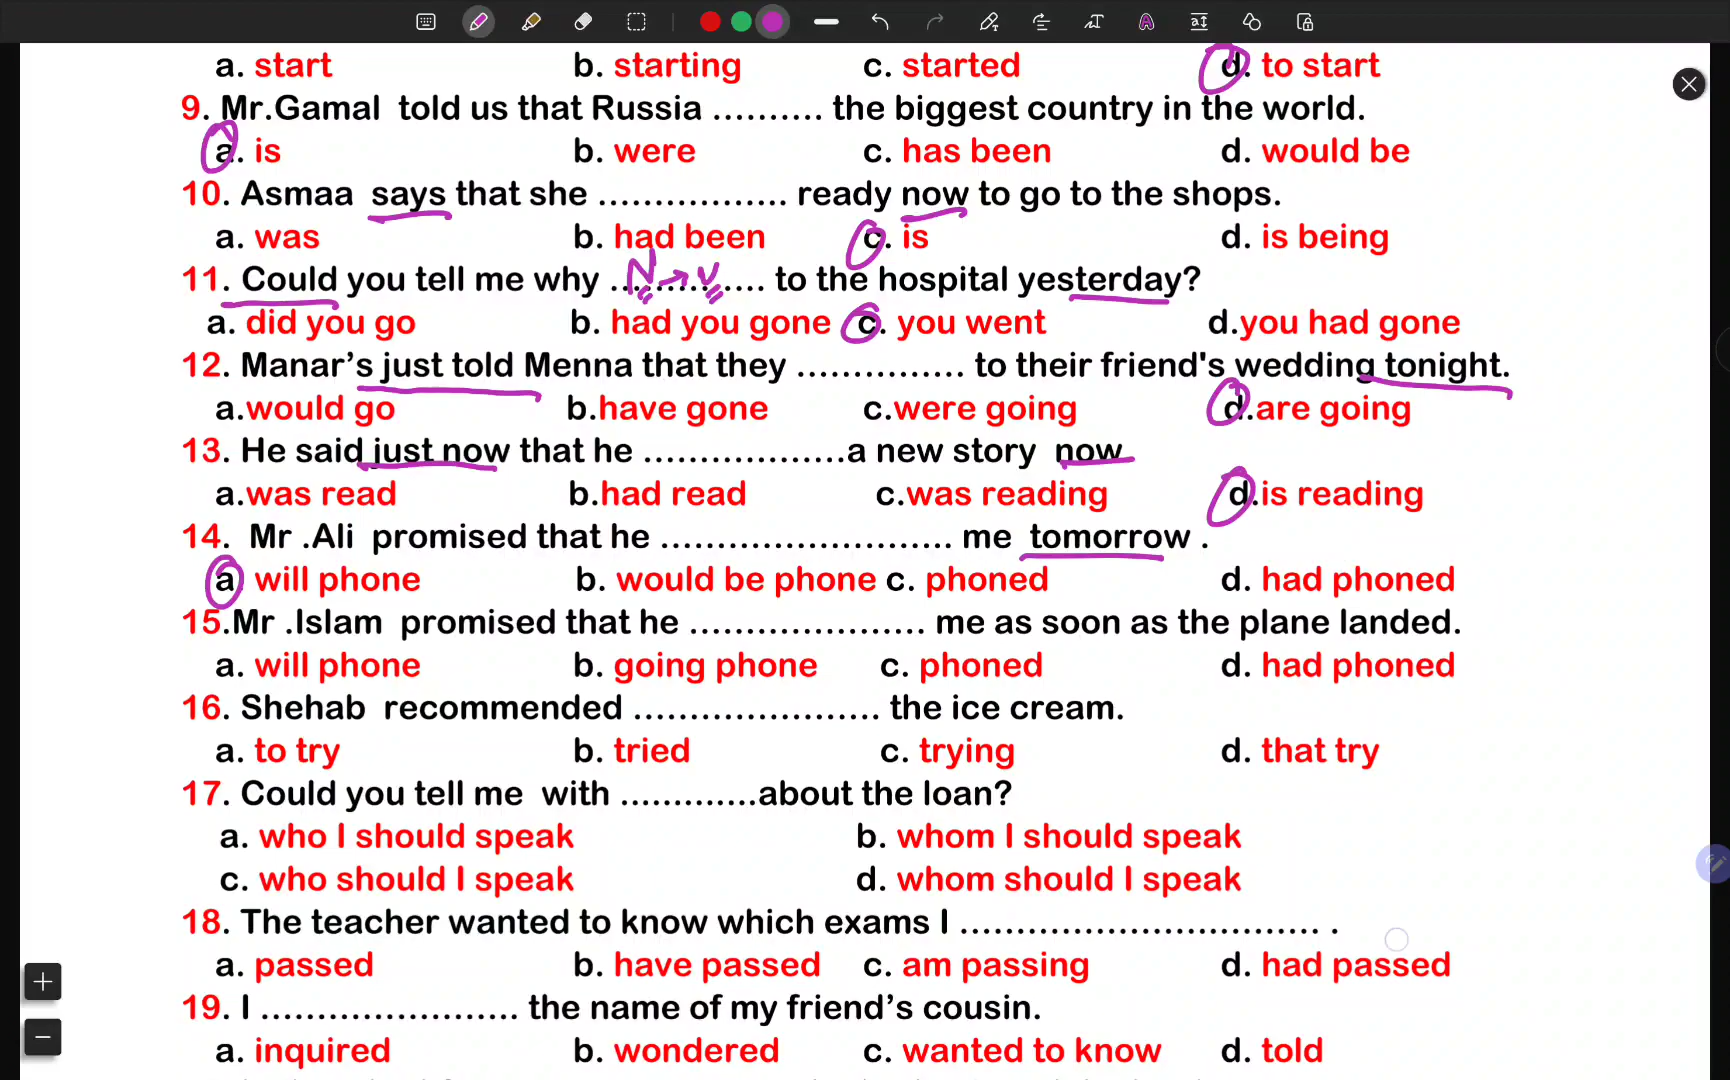 a. start b. starting c. started d. to start
9. Mr.Gamal told us that Russia .......... the biggest country in the world.
a. is b. were c. has been d. would be
10. Asmaa says that she ................. ready now to go to the shops.
a. was b. had been c. is d. is being
11. Could you tell me why .............. to the hospital yesterday?
N → v
a. did you go b. had you gone c. you went d.you had gone
12. Manar’s just told Menna that they ............... to their friend's wedding tonight.
a.would go b.have gone c.were going d.are going
13. He said just now that he ..................a new story now
a.was read b.had read c.was reading d.is reading
14. Mr .Ali promised that he .......................... me tomorrow .
a. will phone b. would be phone c. phoned d. had phoned
15.Mr .Islam promised that he ..................... me as soon as the plane landed.
a. will phone b. going phone c. phoned d. had phoned
16. Shehab recommended ...................... the ice cream.
a. to try b. tried c. trying d. that try
17. Could you tell me with ............about the loan?
a. who I should speak b. whom I should speak
c. who should I speak d. whom should I speak
18. The teacher wanted to know which exams I ................................ .
a. passed b. have passed c. am passing d. had passed
19. I ....................... the name of my friend’s cousin.
a. inquired b. wondered c. wanted to know d. told